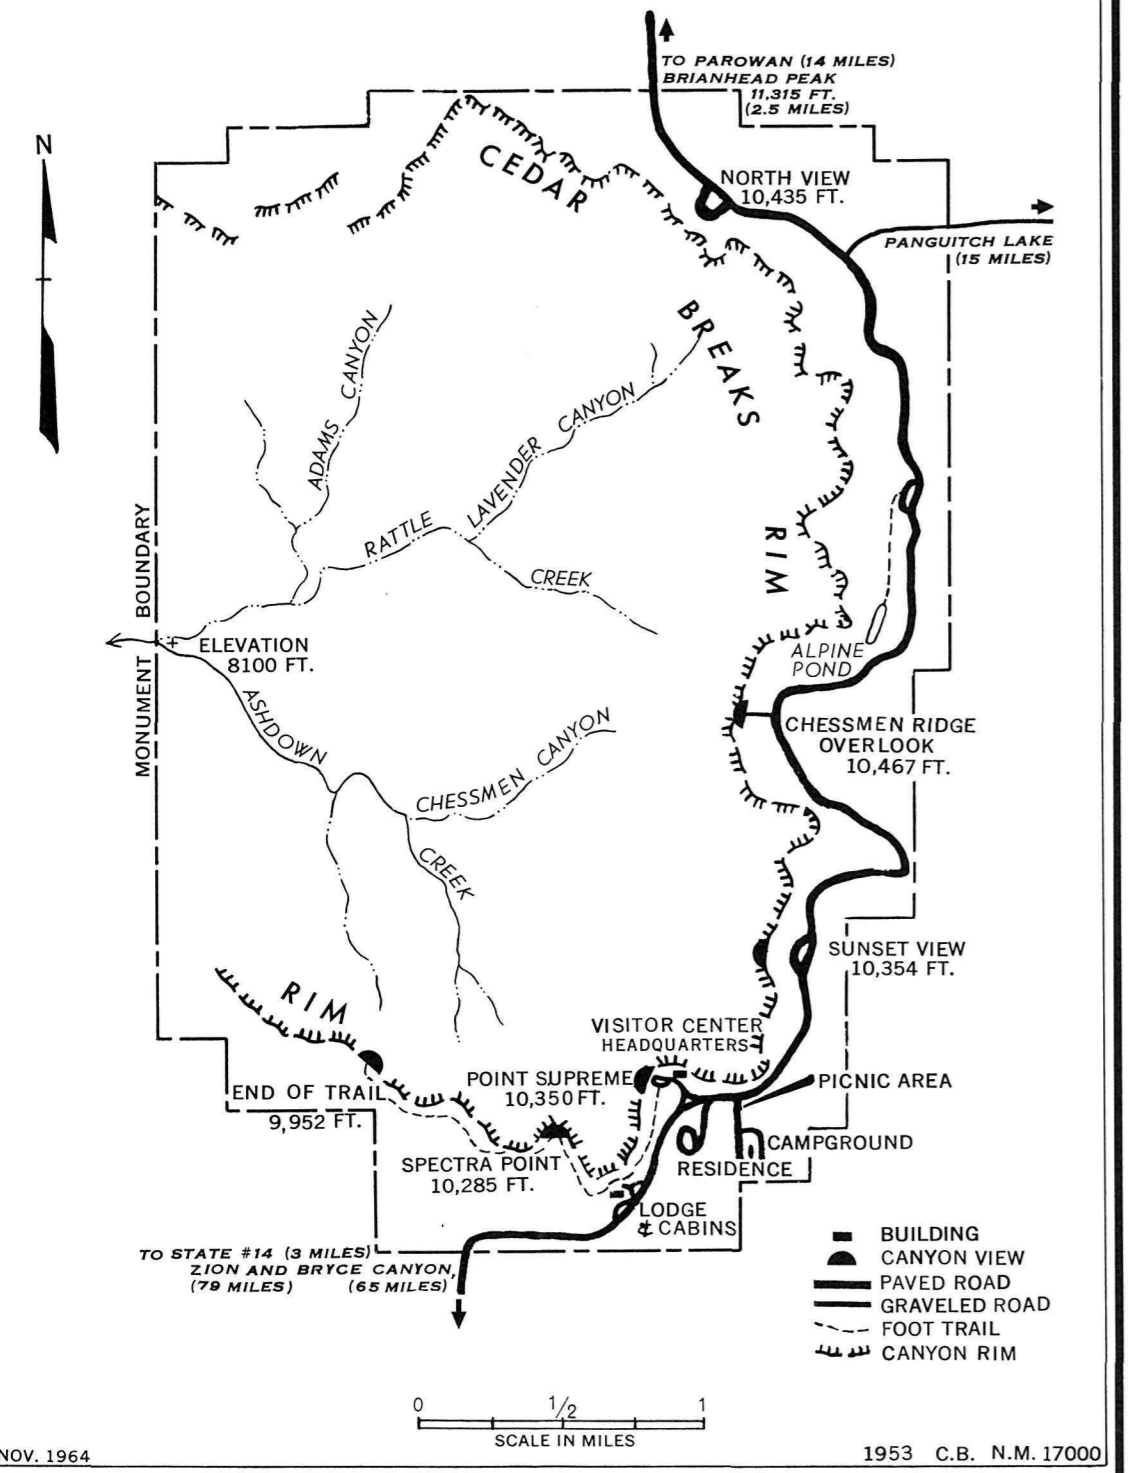 TO PAROWAN (14 MILES)
BRIANHEAD PEAK
11,315 FT.
(2.5 MILES)
N
CEDAR
NORTH VIEW
10,435 FT.
PANGUITCH LAKE
(15 MILES)
BREAKS
ADAMS CANYON
LAVENDER CANYON
RATTLE
CREEK
RIM
MONUMENT BOUNDARY
ELEVATION
8100 FT.
ALPINE
POND
ASHDOWN
CHESSMEN CANYON
CHESSMEN RIDGE
OVERLOOK
10,467 FT.
CREEK
SUNSET VIEW
10,354 FT.
RIM
VISITOR CENTER
HEADQUARTERS
END OF TRAIL
9,952 FT.
POINT SUPREME
10,350 FT.
PICNIC AREA
CAMPGROUND
RESIDENCE
SPECTRA POINT
10,285 FT.
LODGE
& CABINS
TO STATE #14 (3 MILES)
ZION AND BRYCE CANYON,
(79 MILES) (65 MILES)
BUILDING
CANYON VIEW
PAVED ROAD
GRAVELED ROAD
FOOT TRAIL
CANYON RIM
0 1/2 1
SCALE IN MILES
NOV. 1964
1953 C.B. N.M. 17000